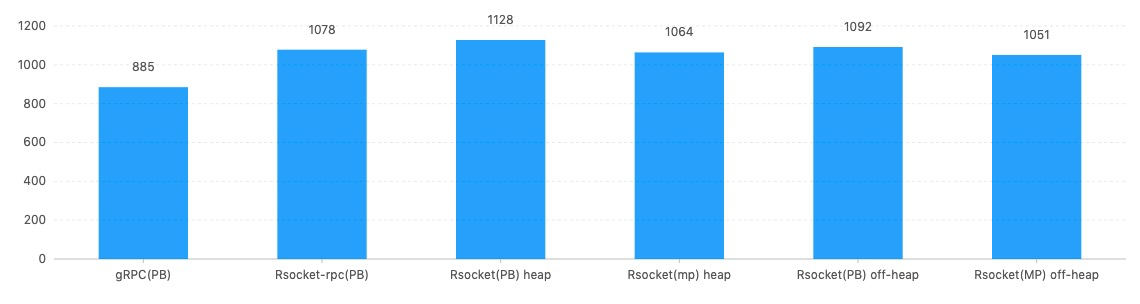 1200
1000
800
600
400
200
0
885
1078
1128
1064
1092
1051
gRPC(PB)
Rsocket-rpc(PB)
Rsocket(PB) heap
Rsocket(mp) heap
Rsocket(PB) off-heap
Rsocket(MP) off-heap